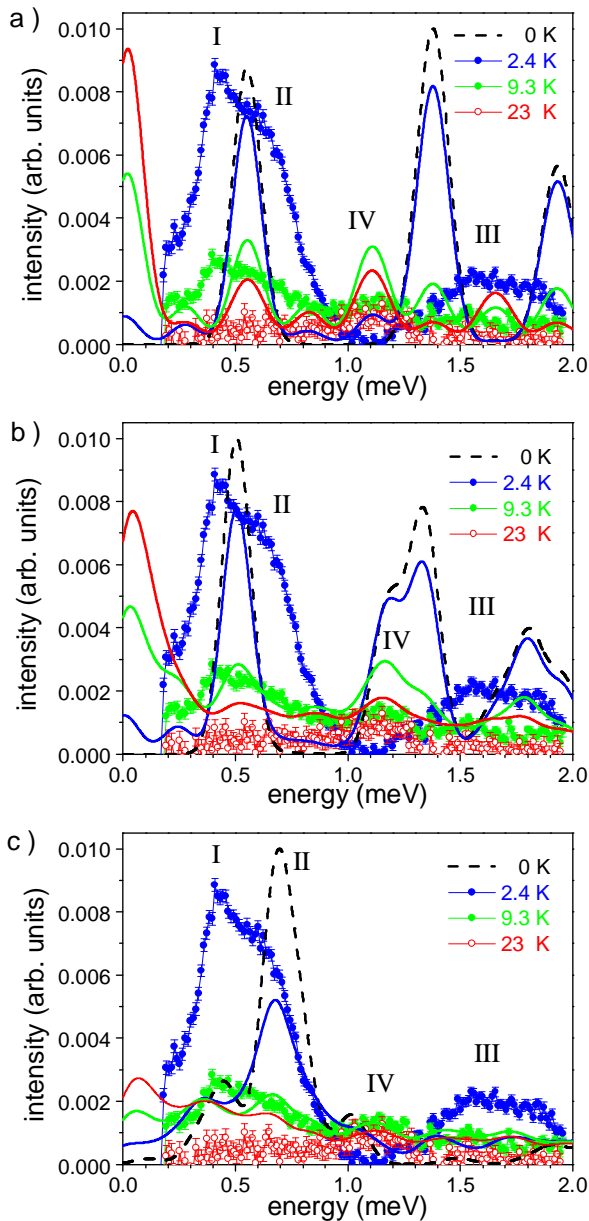 a )
0.010
0.008
0.006
0.004
0.002
0.000
intensity (arb. units)
I
II
IV
III
0 K
2.4 K
9.3 K
23 K
0.0
0.5
1.0
1.5
2.0
energy (meV)
b )
0.010
0.008
0.006
0.004
0.002
0.000
intensity (arb. units)
I
II
IV
III
0 K
2.4 K
9.3 K
23 K
0.0
0.5
1.0
1.5
2.0
energy (meV)
c )
0.010
0.008
0.006
0.004
0.002
0.000
intensity (arb. units)
I
II
IV
III
0 K
2.4 K
9.3 K
23 K
0.0
0.5
1.0
1.5
2.0
energy (meV)